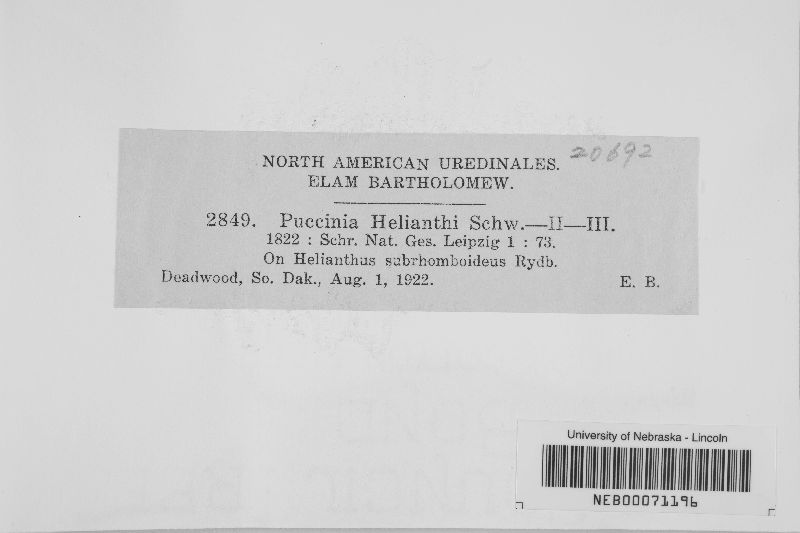 NORTH AMERICAN UREDINALES. 20692
ELAM BARTHOLOMEW.
2849. Puccinia Helianthi Schw.—II—III.
1822 : Schr. Nat. Ges. Leipzig 1 : 73.
On Helianthus subrhomboideus Rydb.
Deadwood, So. Dak., Aug. 1, 1922. E. B.
University of Nebraska - Lincoln
NEB00071196